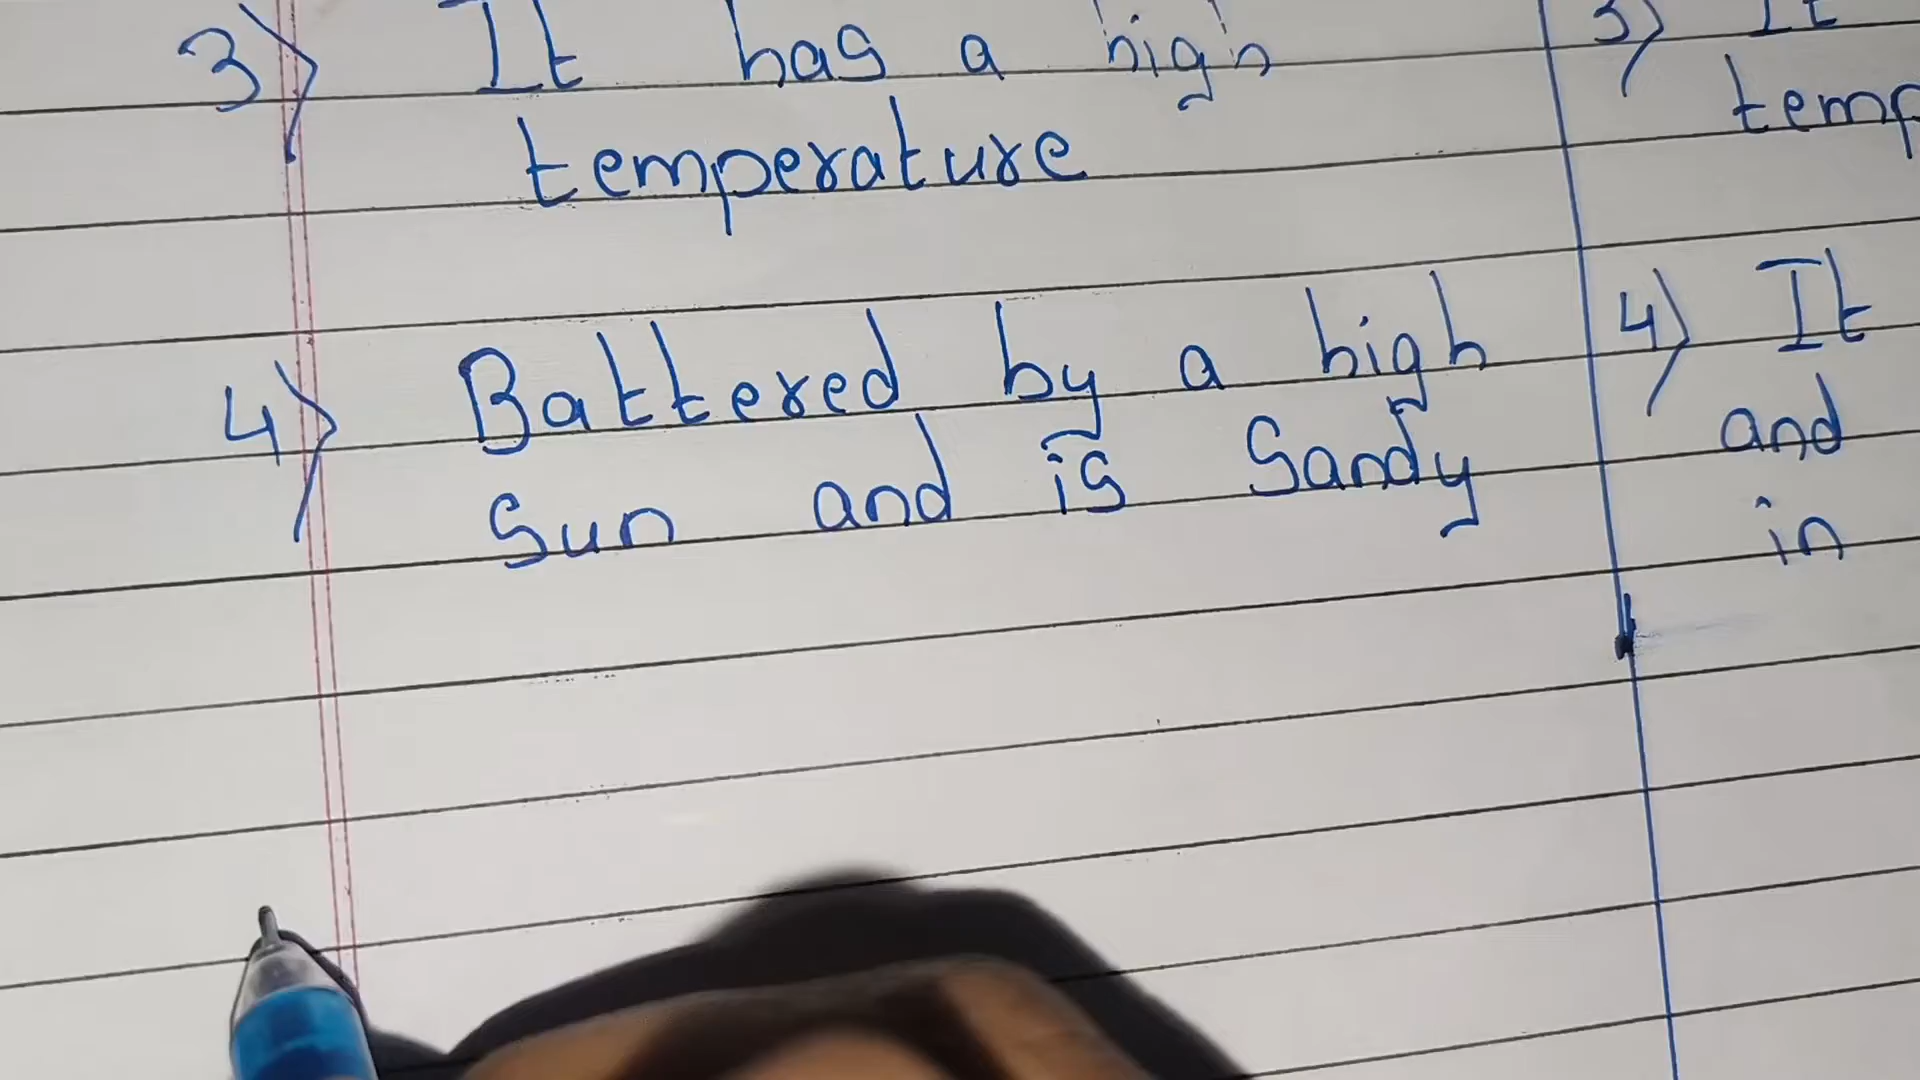 3) It has a high
temperature
4) Battered by a high
Sun and is Sandy
3) It
4) It
and
in